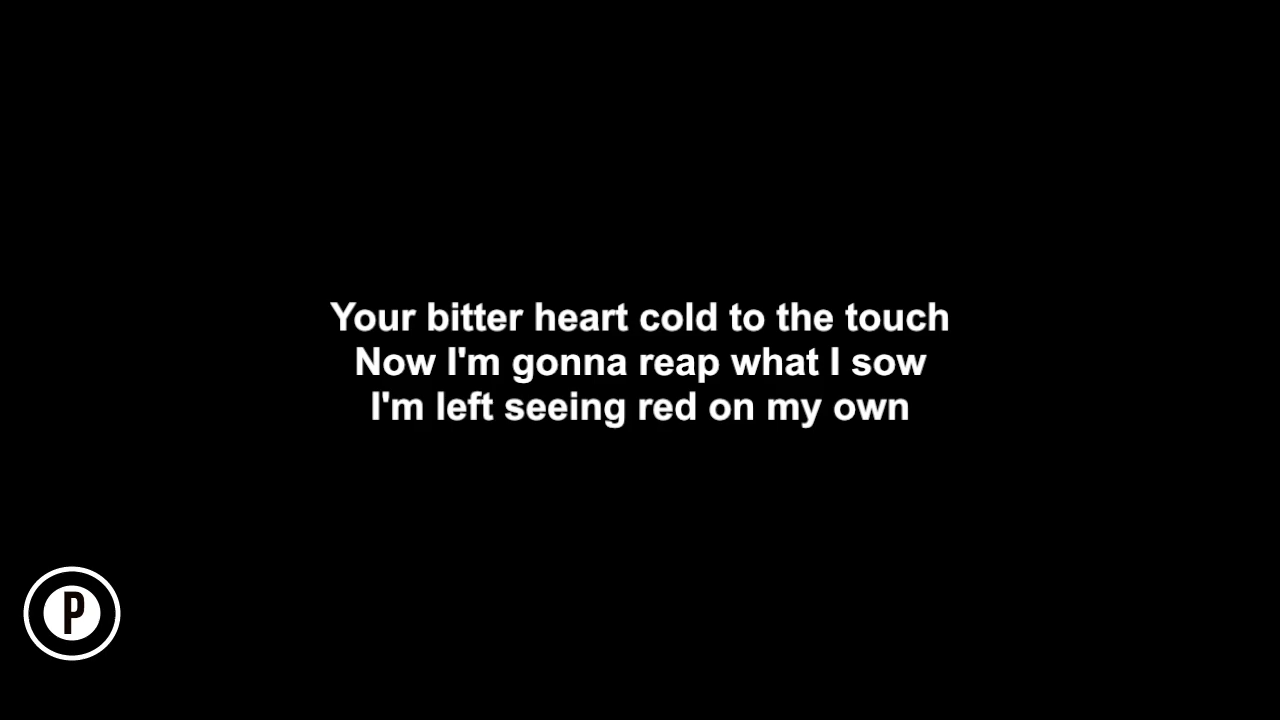 Your bitter heart cold to the touch
Now I'm gonna reap what I sow
I'm left seeing red on my own
P